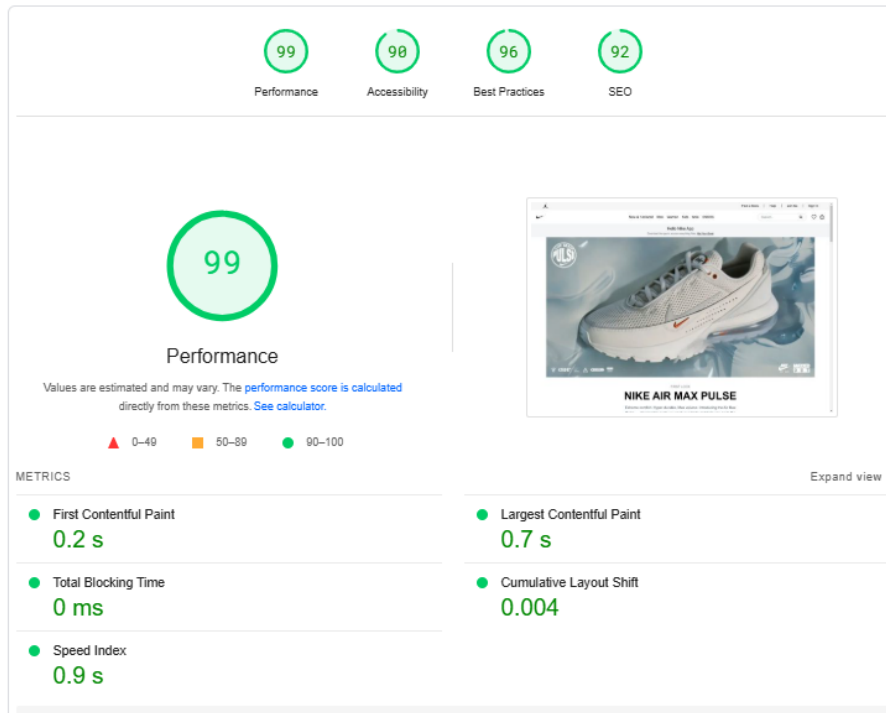 99
90
96
92
Performance
Accessibility
Best Practices
SEO
99
Performance
Values are estimated and may vary. The performance score is calculated
directly from these metrics. See calculator.
0–49
50–89
90–100
PULSE
NIKE AIR MAX PULSE
METRICS
Expand view
First Contentful Paint
0.2 s
Largest Contentful Paint
0.7 s
Total Blocking Time
0 ms
Cumulative Layout Shift
0.004
Speed Index
0.9 s